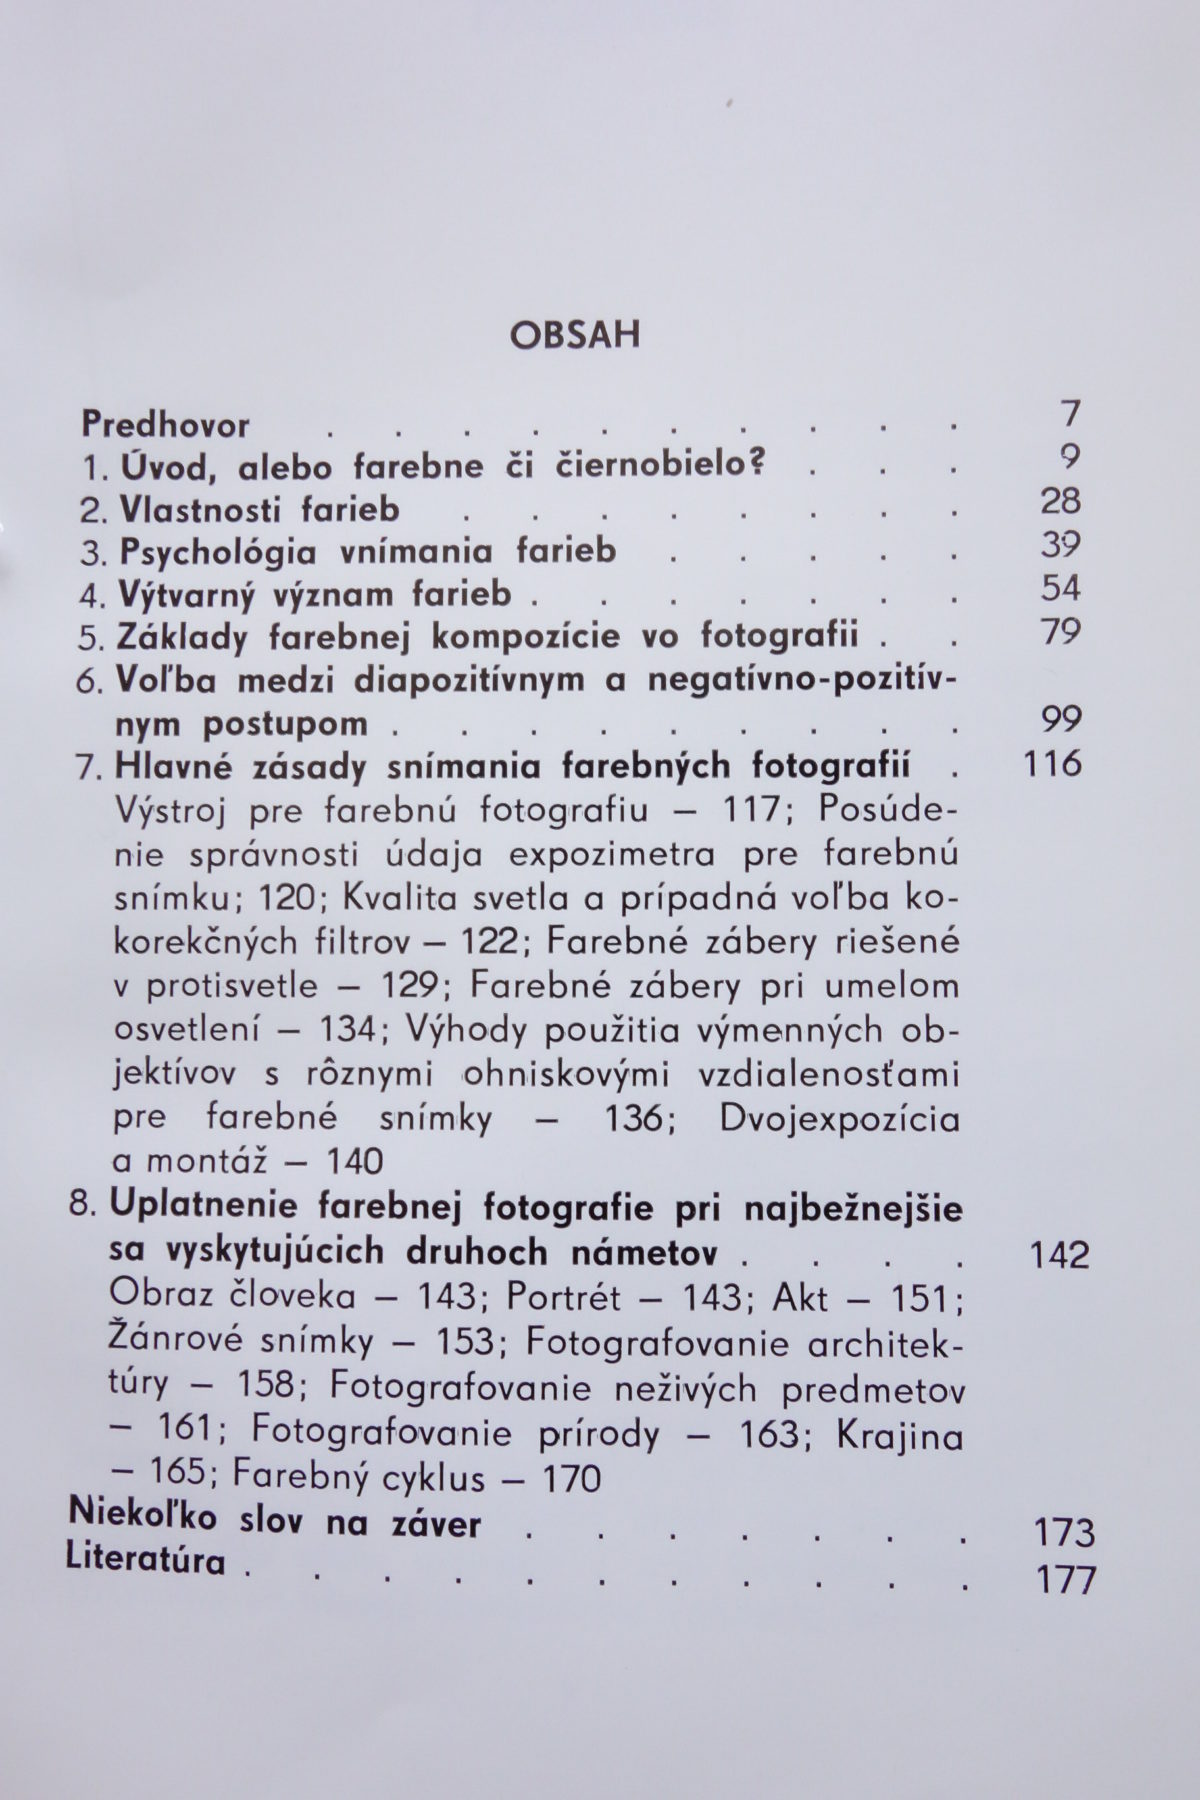 OBSAH
Predhovor . . . . . . . . . . 7
1. Úvod, alebo farebne či čiernobielo? . . . 9
2. Vlastnosti farieb . . . . . . . . 28
3. Psychológia vnímania farieb . . . . . 39
4. Výtvarný význam farieb . . . . . . . 54
5. Základy farebnej kompozície vo fotografii . . 79
6. Voľba medzi diapozitívnym a negatívno-pozitív-
nym postupom . . . . . . . . . 99
7. Hlavné zásady snímania farebných fotografií . 116
Výstroj pre farebnú fotografiu – 117; Posúde-
nie správnosti údaja expozimetra pre farebnú
snímku; 120; Kvalita svetla a prípadná voľba ko-
korekčných filtrov – 122; Farebné zábery riešené
v protisvetle – 129; Farebné zábery pri umelom
osvetlení – 134; Výhody použitia výmenných ob-
jektívov s rôznymi ohniskovými vzdialenosťami
pre farebné snímky – 136; Dvojexpozícia
a montáž – 140
8. Uplatnenie farebnej fotografie pri najbežnejšie
sa vyskytujúcich druhoch námetov . . . . 142
Obraz človeka – 143; Portrét – 143; Akt – 151;
Žánrové snímky – 153; Fotografovanie architek-
túry – 158; Fotografovanie neživých predmetov
– 161; Fotografovanie prírody – 163; Krajina
– 165; Farebný cyklus – 170
Niekoľko slov na záver . . . . . . . 173
Literatúra . . . . . . . . . . . 177